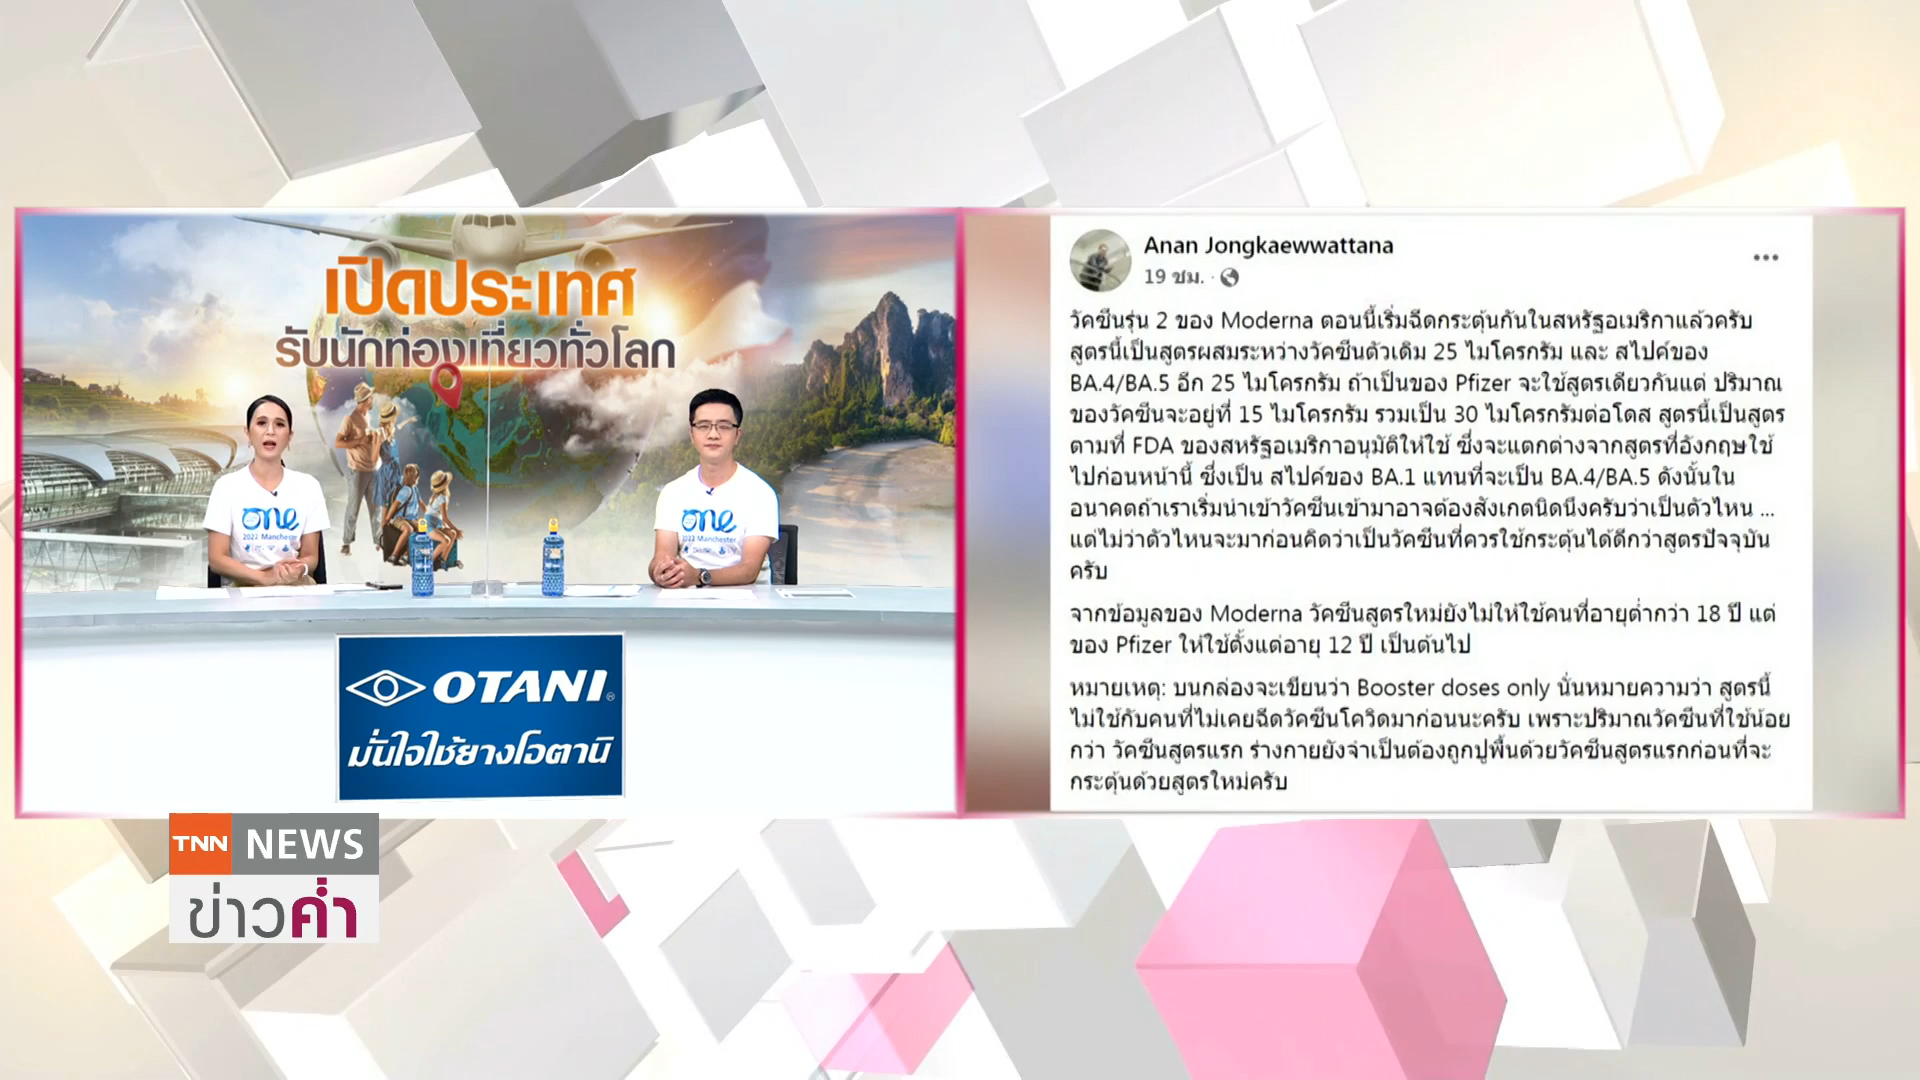 เปิดประเทศ
รับนักท่องเที่ยวทั่วโลก
one
2022 Manchester
one
2022 Manchester
OTANI
มั่นใจใช้ยางโอตานิ
TNN NEWS
ข่าวค่ำ
Anan Jongkaewwattana
19 ชม.
วัคซีนรุ่น 2 ของ Moderna ตอนนี้เริ่มฉีดกระตุ้นกันในสหรัฐอเมริกาแล้วครับ
สูตรนี้เป็นสูตรผสมระหว่างวัคซีนตัวเดิม 25 ไมโครกรัม และ สไปค์ของ
BA.4/BA.5 อีก 25 ไมโครกรัม ถ้าเป็นของ Pfizer จะใช้สูตรเดียวกันแต่ ปริมาณ
ของวัคซีนจะอยู่ที่ 15 ไมโครกรัม รวมเป็น 30 ไมโครกรัมต่อโดส สูตรนี้เป็นสูตร
ตามที่ FDA ของสหรัฐอเมริกาอนุมัติให้ใช้ ซึ่งจะแตกต่างจากสูตรที่อังกฤษใช้
ไปก่อนหน้านี้ ซึ่งเป็น สไปค์ของ BA.1 แทนที่จะเป็น BA.4/BA.5 ดังนั้นใน
อนาคตถ้าเราเริ่มนำเข้าวัคซีนเข้ามาอาจต้องสังเกตนิดนึงครับว่าเป็นตัวไหน ...
แต่ไม่ว่าตัวไหนจะมาก่อนคิดว่าเป็นวัคซีนที่ควรใช้กระตุ้นได้ดีกว่าสูตรปัจจุบัน
ครับ
จากข้อมูลของ Moderna วัคซีนสูตรใหม่ยังไม่ให้ใช้คนที่อายุต่ำกว่า 18 ปี แต่
ของ Pfizer ให้ใช้ตั้งแต่อายุ 12 ปี เป็นต้นไป
หมายเหตุ: บนกล่องจะเขียนว่า Booster doses only นั่นหมายความว่า สูตรนี้
ไม่ใช้กับคนที่ไม่เคยฉีดวัคซีนโควิดมาก่อนนะครับ เพราะปริมาณวัคซีนที่ใช้น้อย
กว่า วัคซีนสูตรแรก ร่างกายยังจำเป็นต้องถูกปูพื้นด้วยวัคซีนสูตรแรกก่อนที่จะ
กระตุ้นด้วยสูตรใหม่ครับ